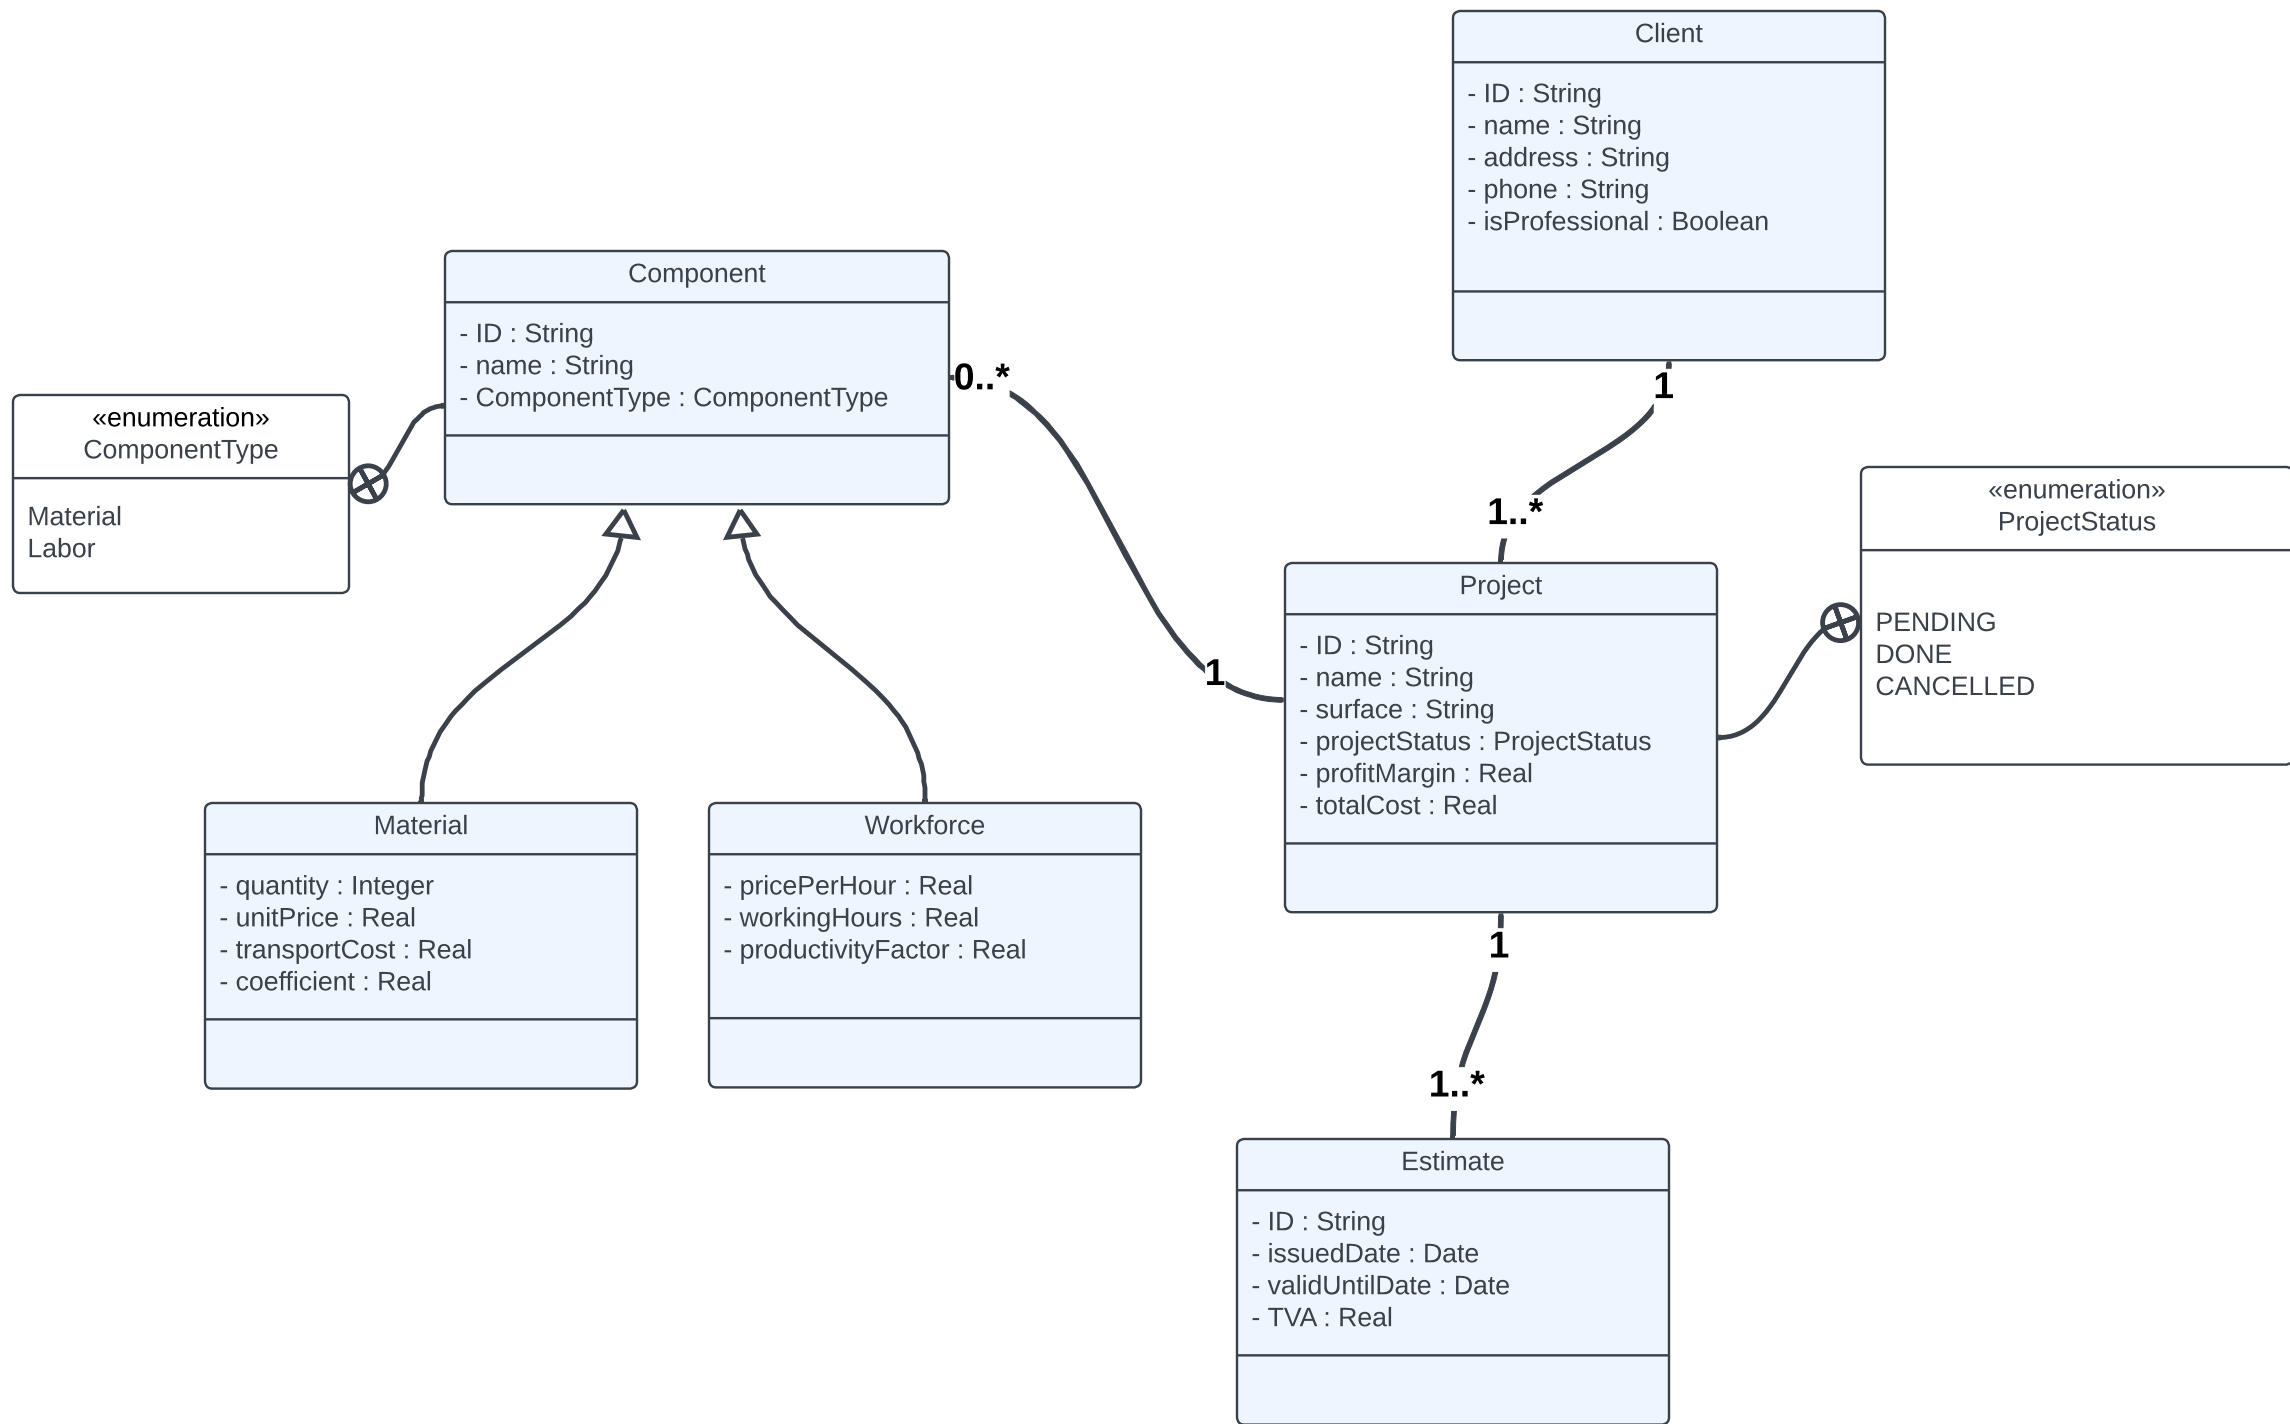 Client
- ID : String
- name : String
- address : String
- phone : String
- isProfessional : Boolean
Component
- ID : String
- name : String
- ComponentType : ComponentType
0..*
1
«enumeration»
ComponentType
Material
Labor
1..*
«enumeration»
ProjectStatus
PENDING
DONE
CANCELLED
Project
- ID : String
- name : String
- surface : String
- projectStatus : ProjectStatus
- profitMargin : Real
- totalCost : Real
1
Material
- quantity : Integer
- unitPrice : Real
- transportCost : Real
- coefficient : Real
Workforce
- pricePerHour : Real
- workingHours : Real
- productivityFactor : Real
1
1..*
Estimate
- ID : String
- issuedDate : Date
- validUntilDate : Date
- TVA : Real